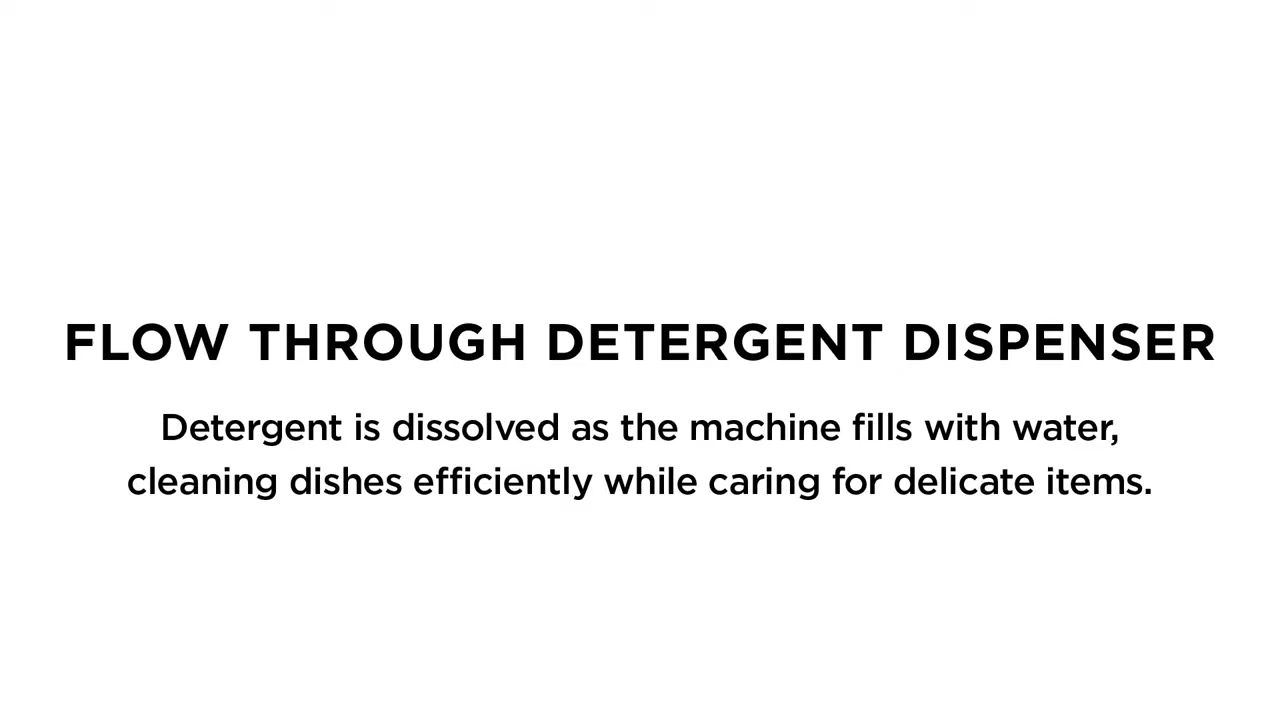 FLOW THROUGH DETERGENT DISPENSER
Detergent is dissolved as the machine fills with water,
cleaning dishes efficiently while caring for delicate items.